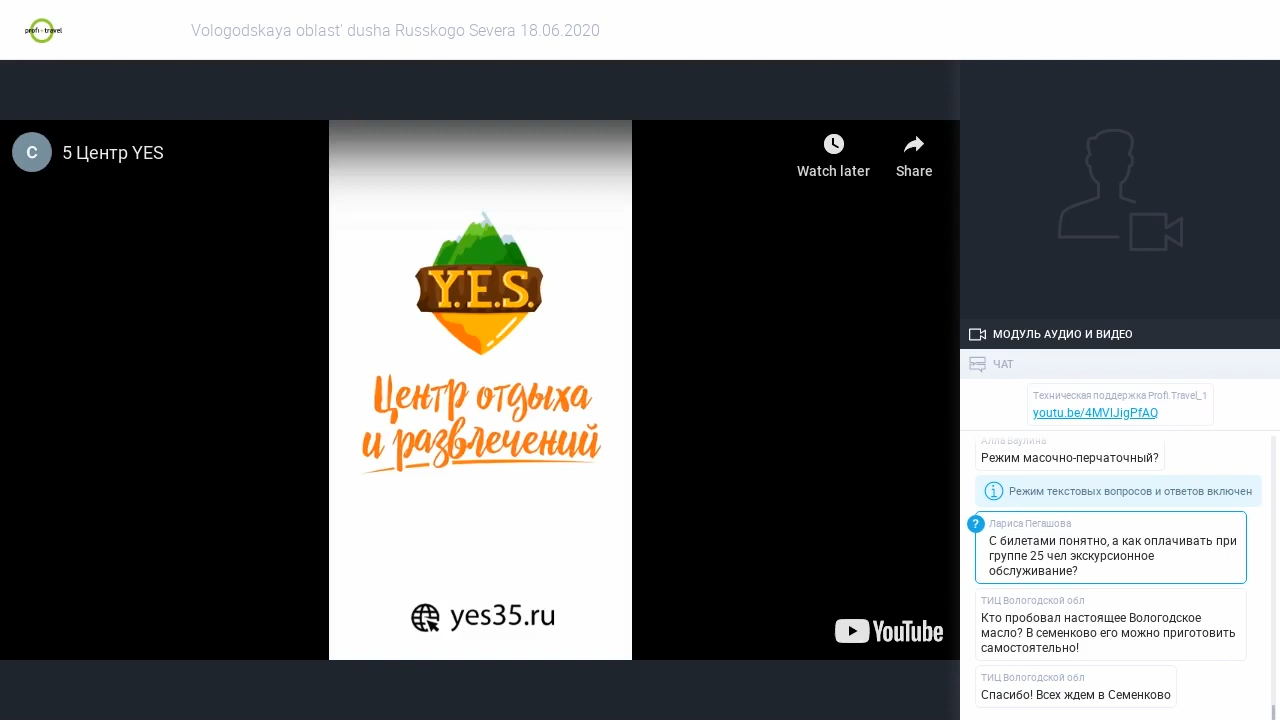 profi travel
Vologodskaya oblast' dusha Russkogo Severa 18.06.2020
C
5 Центр YES
Watch later
Share
Y.E.S.
Центр отдыха
и развлечений
yes35.ru
YouTube
МОДУЛЬ АУДИО И ВИДЕО
ЧАТ
Техническая поддержка Profi.Travel_1
youtu.be/4MVlJigPfAQ
Алла Ваулина
Режим масочно-перчаточный?
Режим текстовых вопросов и ответов включен
?
Лариса Пегашова
С билетами понятно, а как оплачивать при
группе 25 чел экскурсионное
обслуживание?
ТИЦ Вологодской обл
Кто пробовал настоящее Вологодское
масло? В семенково его можно приготовить
самостоятельно!
ТИЦ Вологодской обл
Спасибо! Всех ждем в Семенково